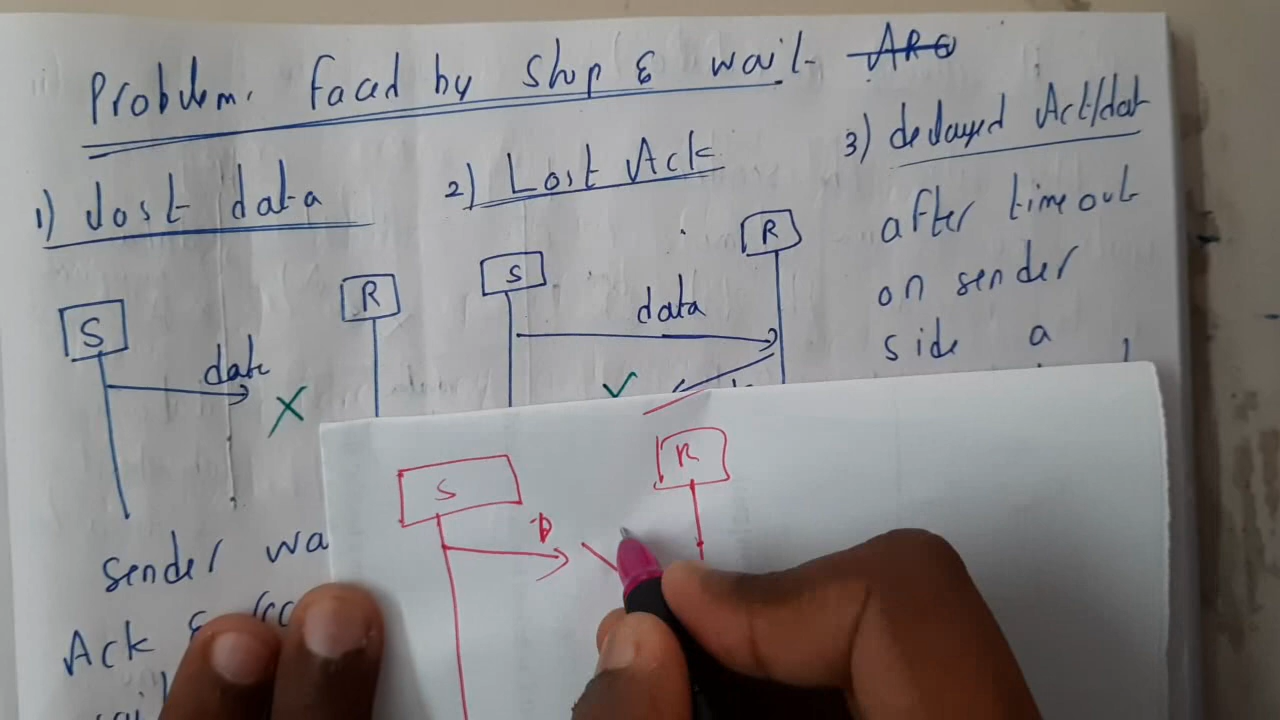 Problem. faced by Stop & wait ARQ
1) Lost data
2) Lost Ack
3) delayed Ack/dat
after timeout
on sender
side a
S
data
R
S
data
R
sender wa
Ack &
S
D
R